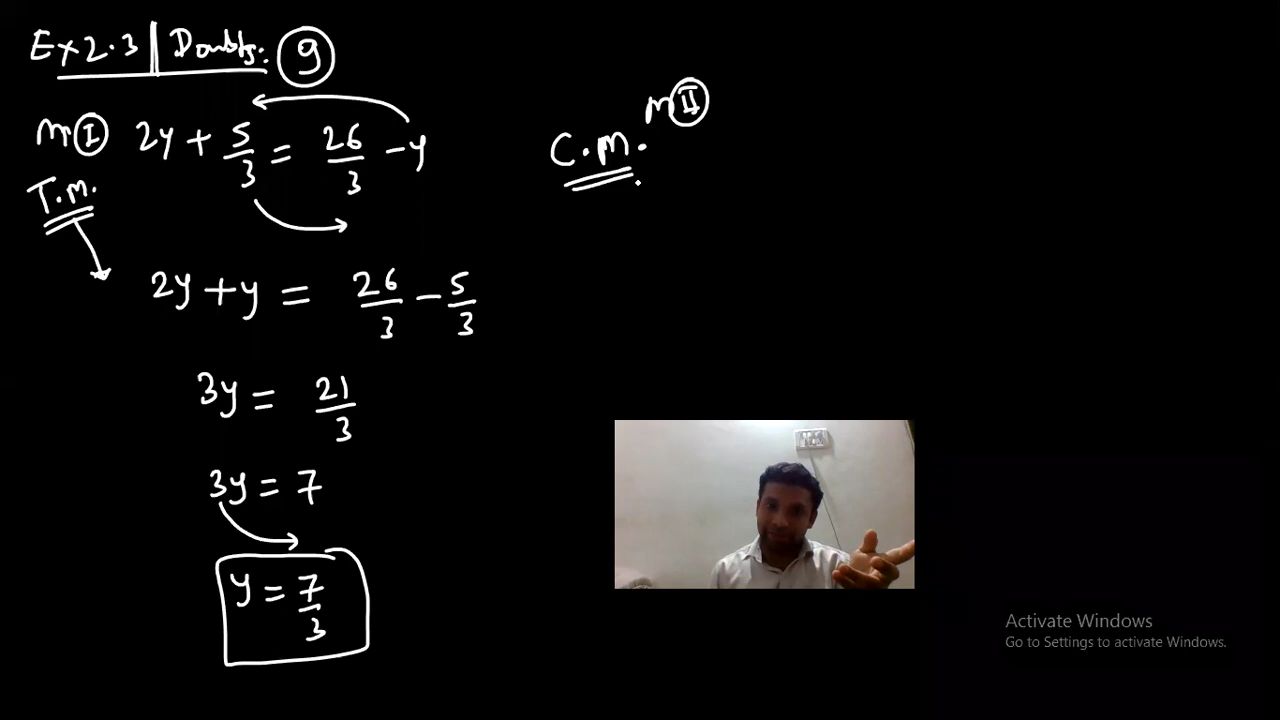 Ex 2.3 | Doubts: 9
M I 2y + 5/3 = 26/3 - y
T.M.
2y + y = 26/3 - 5/3
3y = 21/3
3y = 7
y = 7/3
M II
C.M.
Activate Windows
Go to Settings to activate Windows.